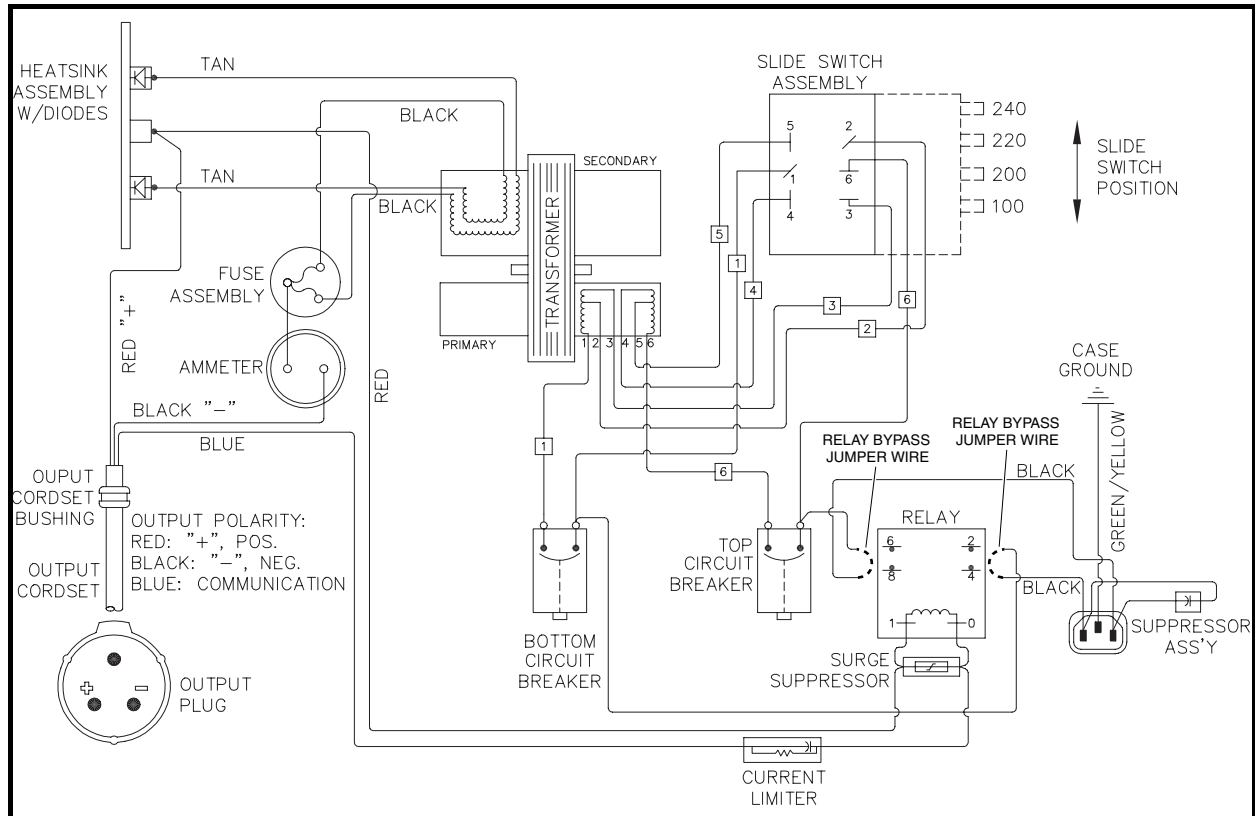 HEATSINK
ASSEMBLY
W/DIODES
TAN
BLACK
TAN
BLACK
SECONDARY
TRANSFORMER
PRIMARY
1 2 3 4 5 6
SLIDE SWITCH
ASSEMBLY
5 2
1 6
4 3
240
220
200
100
SLIDE
SWITCH
POSITION
5
1
4
3
6
2
FUSE
ASSEMBLY
RED "+"
AMMETER
RED
BLACK "-"
BLUE
1
6
CASE
GROUND
GREEN/YELLOW
RELAY BYPASS
JUMPER WIRE
RELAY BYPASS
JUMPER WIRE
BLACK
BLACK
OUPUT
CORDSET
BUSHING
OUTPUT POLARITY:
RED: "+", POS.
BLACK: "-", NEG.
BLUE: COMMUNICATION
OUTPUT
CORDSET
+ -
OUTPUT
PLUG
BOTTOM
CIRCUIT
BREAKER
TOP
CIRCUIT
BREAKER
RELAY
6 2
8 4
1 0
SURGE
SUPPRESSOR
SUPPRESSOR
ASS'Y
CURRENT
LIMITER